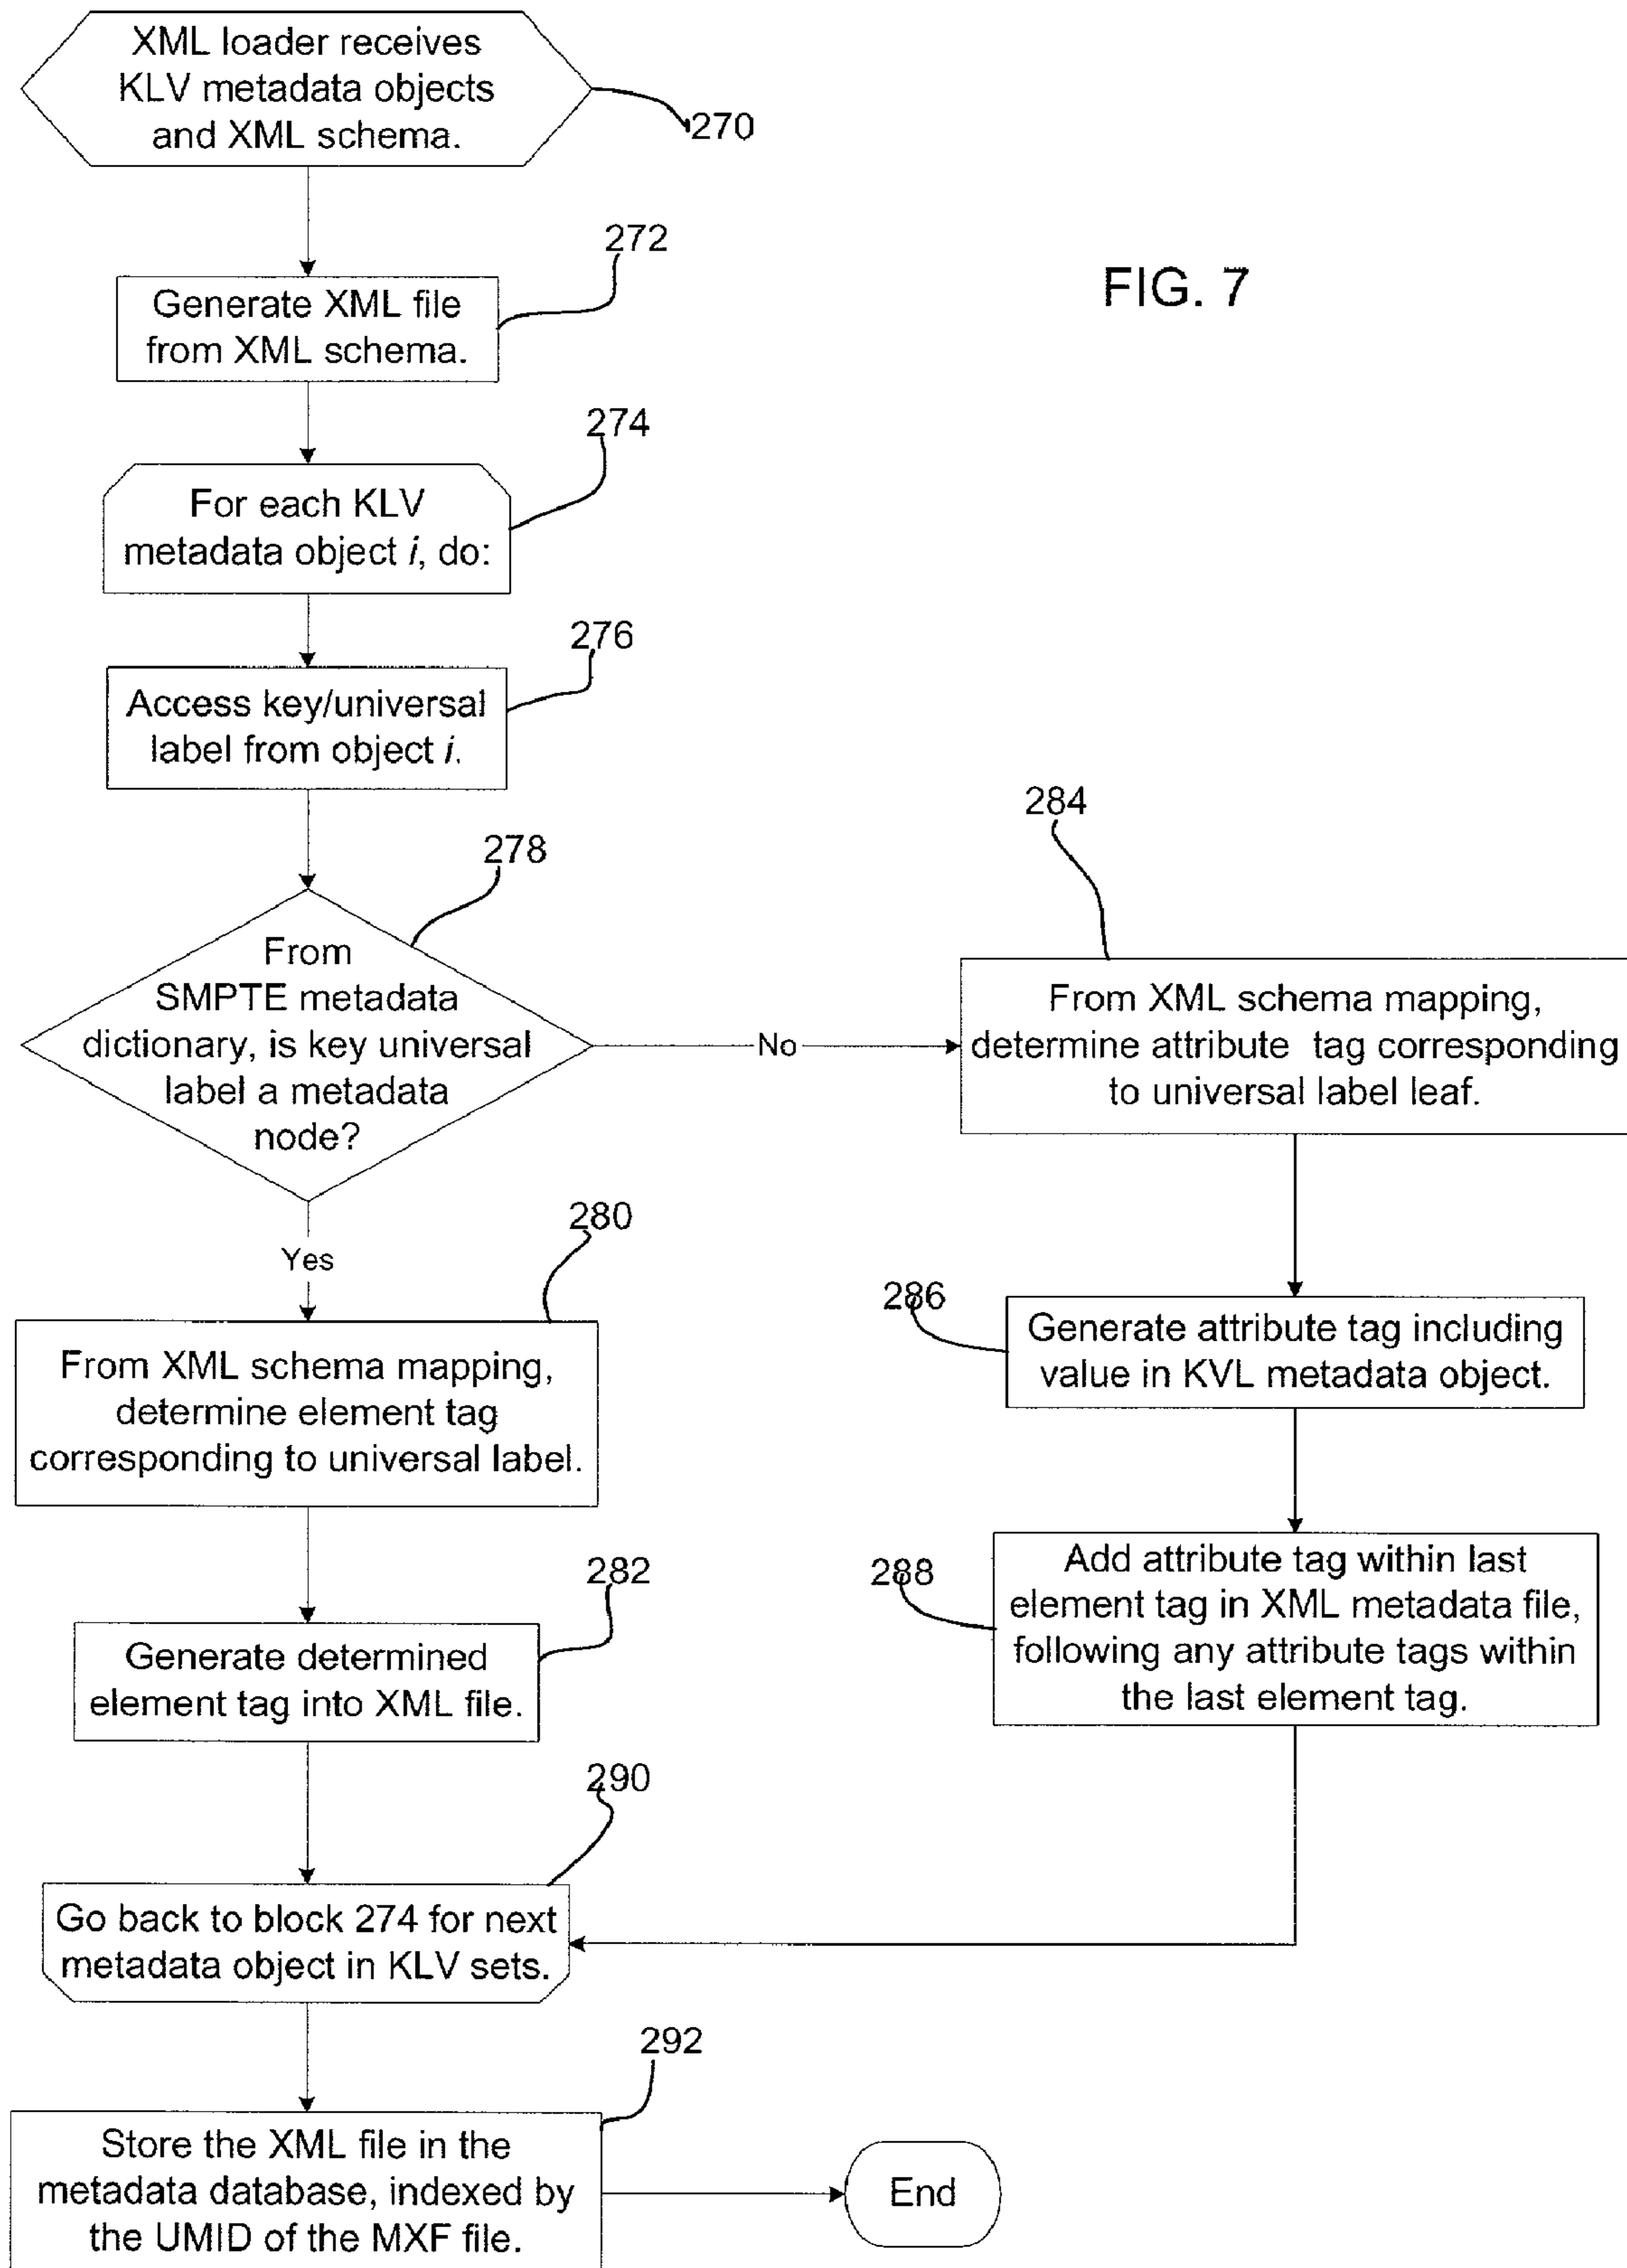 XML loader receives
KLV metadata objects
and XML schema.
270
272
Generate XML file
from XML schema.
FIG. 7
274
For each KLV
metadata object i, do:
276
Access key/universal
label from object i.
278
From
SMPTE metadata
dictionary, is key universal
label a metadata
node?
No
284
From XML schema mapping,
determine attribute tag corresponding
to universal label leaf.
Yes
280
From XML schema mapping,
determine element tag
corresponding to universal label.
286
Generate attribute tag including
value in KVL metadata object.
282
Generate determined
element tag into XML file.
288
Add attribute tag within last
element tag in XML metadata file,
following any attribute tags within
the last element tag.
290
Go back to block 274 for next
metadata object in KLV sets.
292
Store the XML file in the
metadata database, indexed by
the UMID of the MXF file.
End